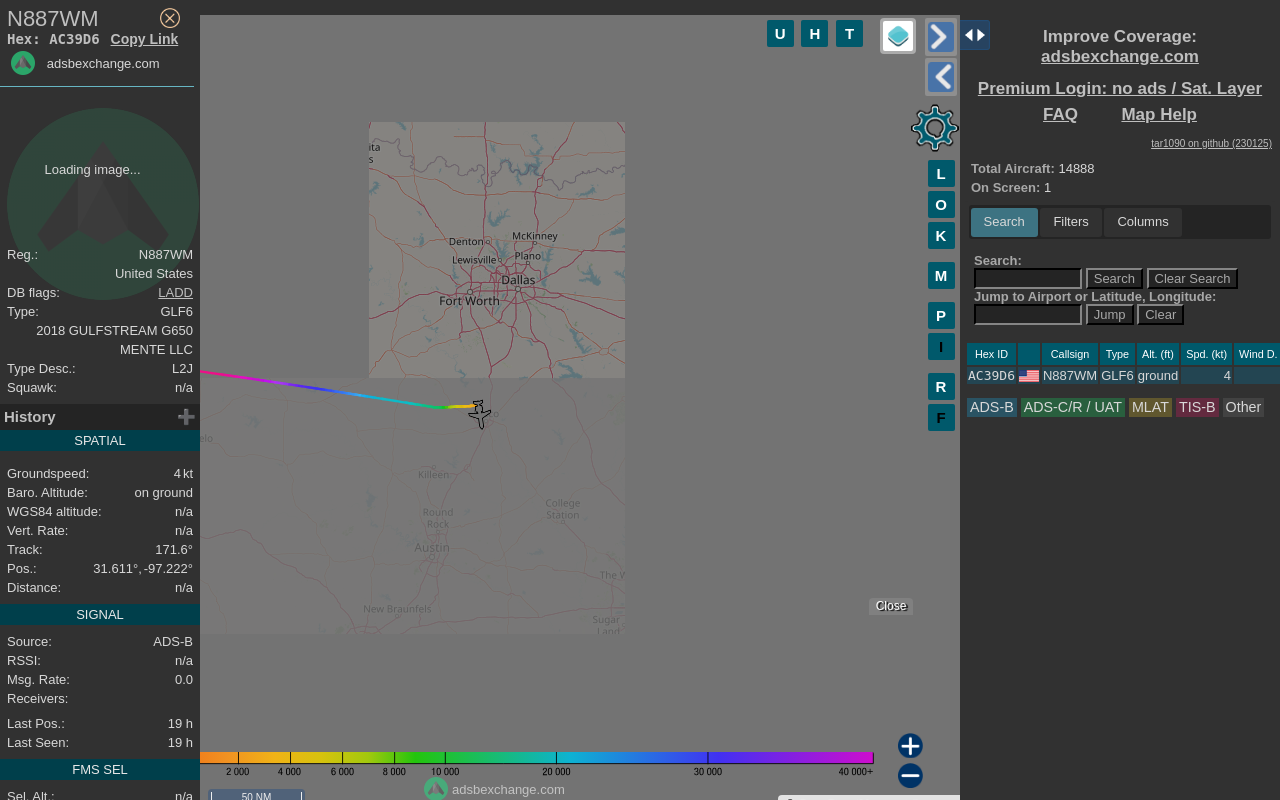 N887WM
Hex: AC39D6 Copy Link
adsbexchange.com
Loading image...
Reg.: N887WM
United States
DB flags: LADD
Type: GLF6
2018 GULFSTREAM G650
MENTE LLC
Type Desc.: L2J
Squawk: n/a
History
SPATIAL
Groundspeed: 4 kt
Baro. Altitude: on ground
WGS84 altitude: n/a
Vert. Rate: n/a
Track: 171.6°
Pos.: 31.611°, -97.222°
Distance: n/a
SIGNAL
Source: ADS-B
RSSI: n/a
Msg. Rate: 0.0
Receivers:
Last Pos.: 19 h
Last Seen: 19 h
FMS SEL
Sel. Alt.: n/a
U H T
L
O
K
M
P
I
R
F
ita
s
Denton
McKinney
Lewisville
Plano
Dallas
Fort Worth
elo
Killeen
College
Station
Round
Rock
Austin
The W
New Braunfels
Sugar
Land
Close
2 000 4 000 6 000 8 000 10 000 20 000 30 000 40 000+
adsbexchange.com
50 NM
Improve Coverage:
adsbexchange.com
Premium Login: no ads / Sat. Layer
FAQ Map Help
tar1090 on github (230125)
Total Aircraft: 14888
On Screen: 1
Search Filters Columns
Search:
Search Clear Search
Jump to Airport or Latitude, Longitude:
Jump Clear
Hex ID Callsign Type Alt. (ft) Spd. (kt) Wind D.
AC39D6 N887WM GLF6 ground 4
ADS-B ADS-C/R / UAT MLAT TIS-B Other